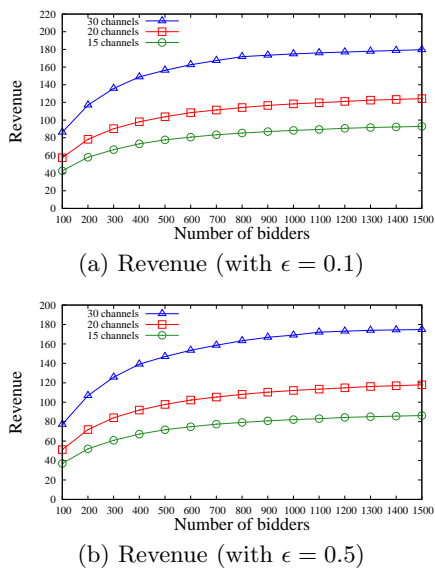 220
200
180
160
140
120
100
80
60
40
20
0
Revenue
30 channels
20 channels
15 channels
100 200 300 400 500 600 700 800 900 1000 1100 1200 1300 1400 1500
Number of bidders
(a) Revenue (with ϵ = 0.1)
200
180
160
140
120
100
80
60
40
20
0
Revenue
30 channels
20 channels
15 channels
100 200 300 400 500 600 700 800 900 1000 1100 1200 1300 1400 1500
Number of bidders
(b) Revenue (with ϵ = 0.5)